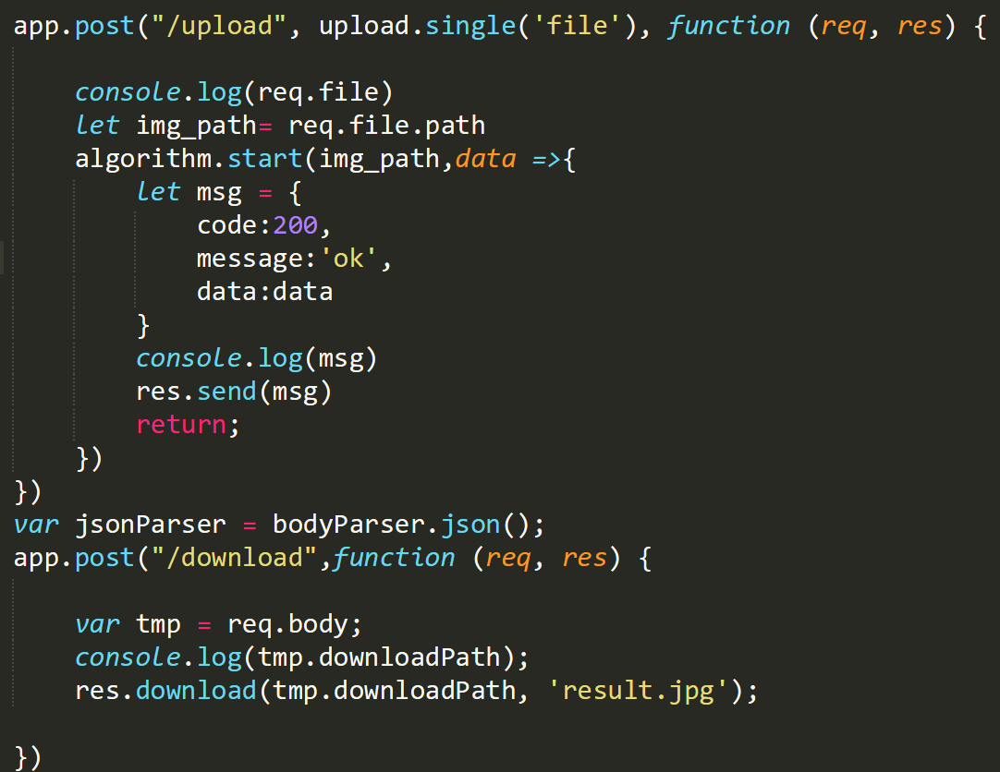 app.post("/upload", upload.single('file'), function (req, res) {
console.log(req.file)
let img_path= req.file.path
algorithm.start(img_path,data =>{
let msg = {
code:200,
message:'ok',
data:data
}
console.log(msg)
res.send(msg)
return;
})
})
var jsonParser = bodyParser.json();
app.post("/download",function (req, res) {
var tmp = req.body;
console.log(tmp.downloadPath);
res.download(tmp.downloadPath, 'result.jpg');
})